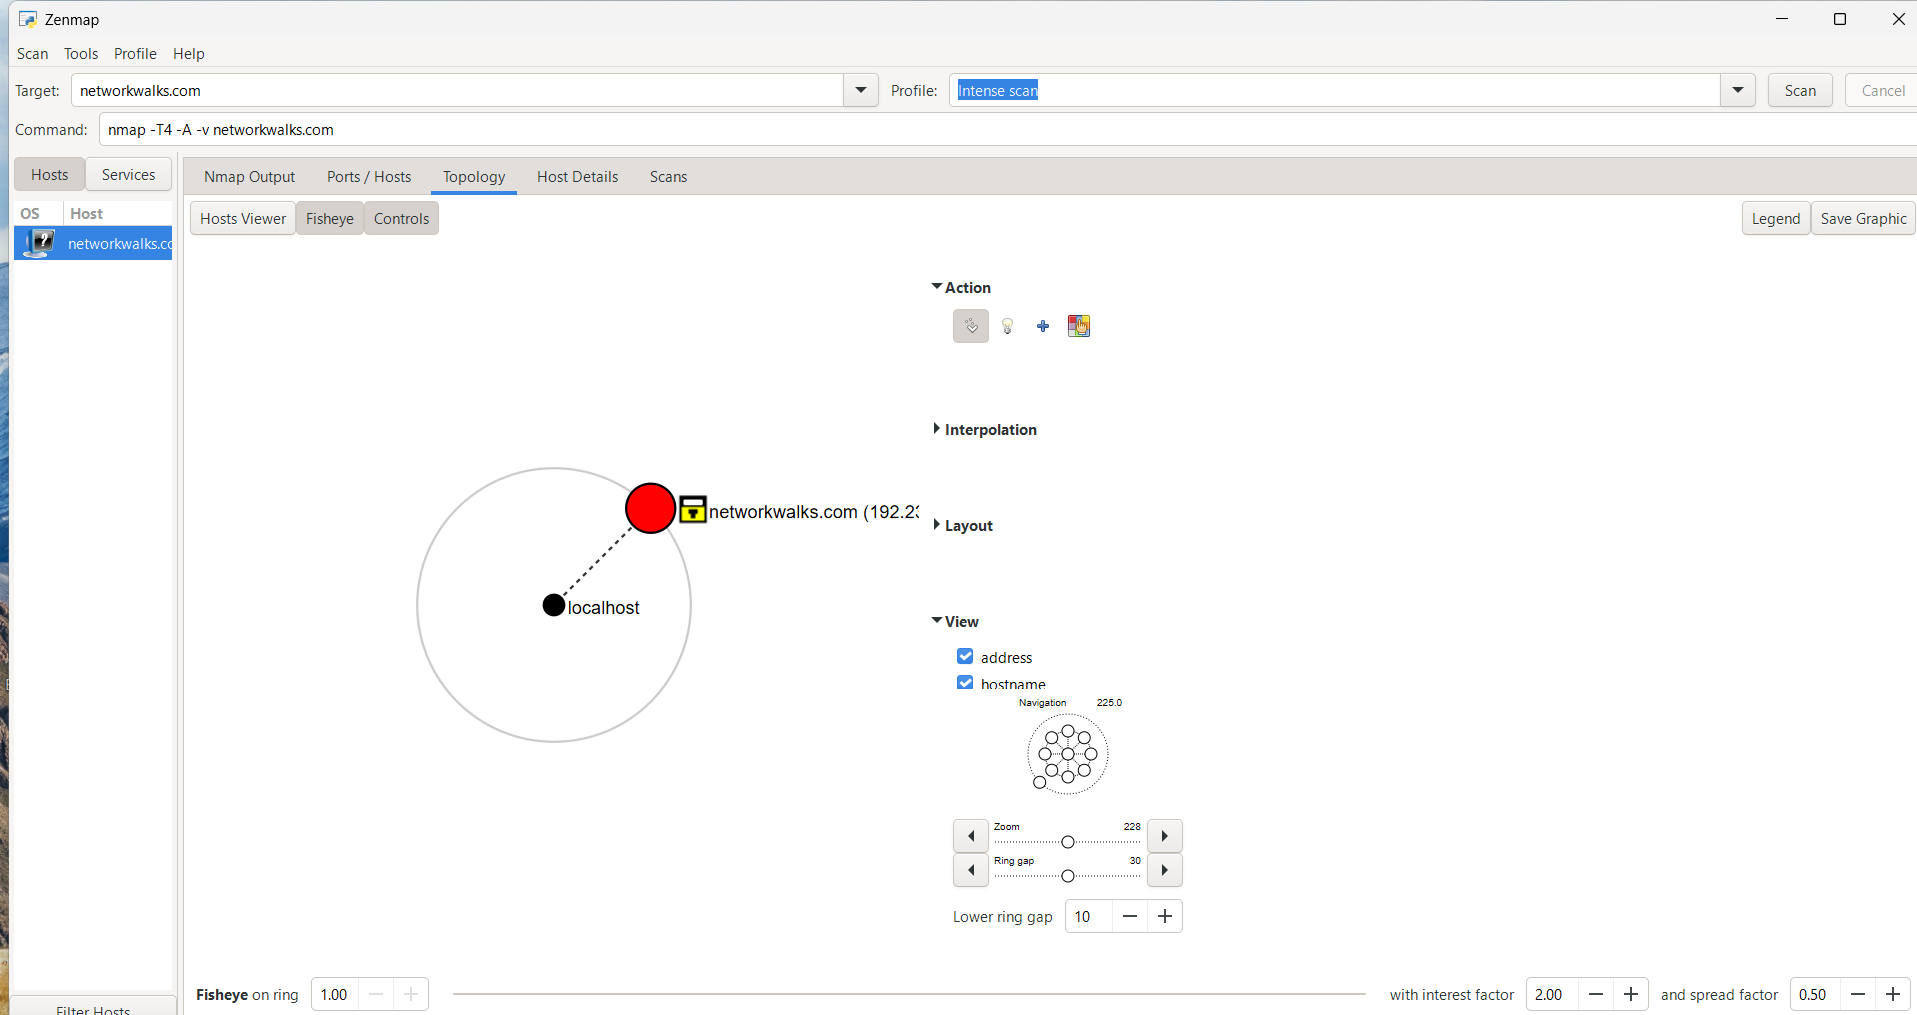 Zenmap
Scan Tools Profile Help
Target: networkwalks.com Profile: Intense scan Scan Cancel
Command: nmap -T4 -A -v networkwalks.com
Hosts Services Nmap Output Ports / Hosts Topology Host Details Scans
OS Host Hosts Viewer Fisheye Controls Legend Save Graphic
networkwalks.co
Action
Interpolation
networkwalks.com (192.23
Layout
localhost
View
address
hostname
Navigation 225.0
Zoom 228
Ring gap 30
Lower ring gap 10
Fisheye on ring 1.00 with interest factor 2.00 and spread factor 0.50
Filter Hosts